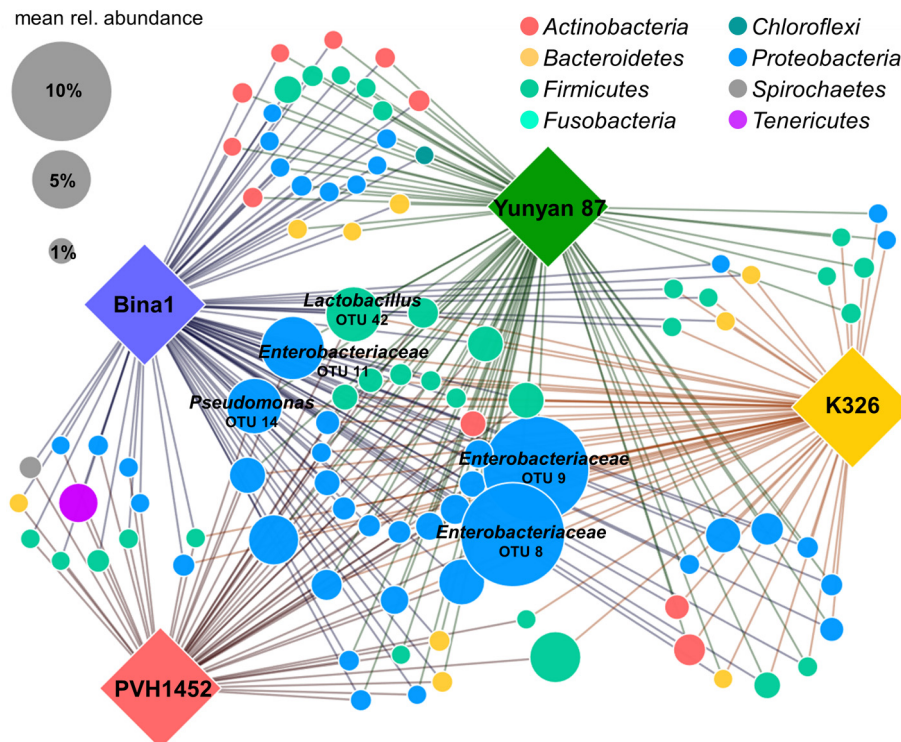 mean rel. abundance
10%
5%
1%
Actinobacteria
Bacteroidetes
Firmicutes
Fusobacteria
Chloroflexi
Proteobacteria
Spirochaetes
Tenericutes
Yunyan 87
Bina1
Lactobacillus
OTU 42
Enterobacteriaceae
OTU 11
Pseudomonas
OTU 14
K326
Enterobacteriaceae
OTU 9
Enterobacteriaceae
OTU 8
PVH1452